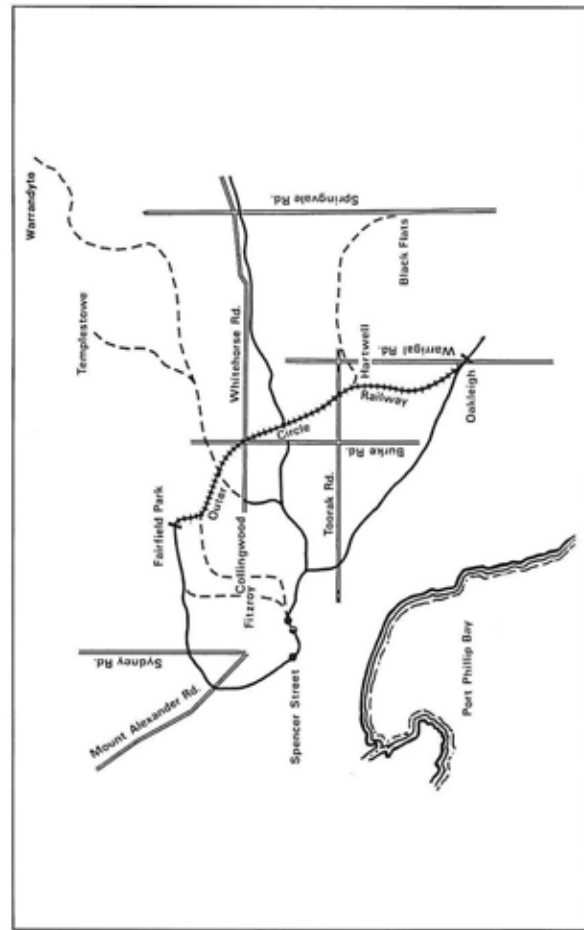 Warrandyte
Templestowe
Springvale Rd.
Whitehorse Rd.
Black Flats
Warrigal Rd.
Hartwell
Railway
Oakleigh
Circle
Burke Rd.
Toorak Rd.
Outer
Fairfield Park
Collingwood
Fitzroy
Sydney Rd.
Mount Alexander Rd.
Spencer Street
Port Phillip Bay